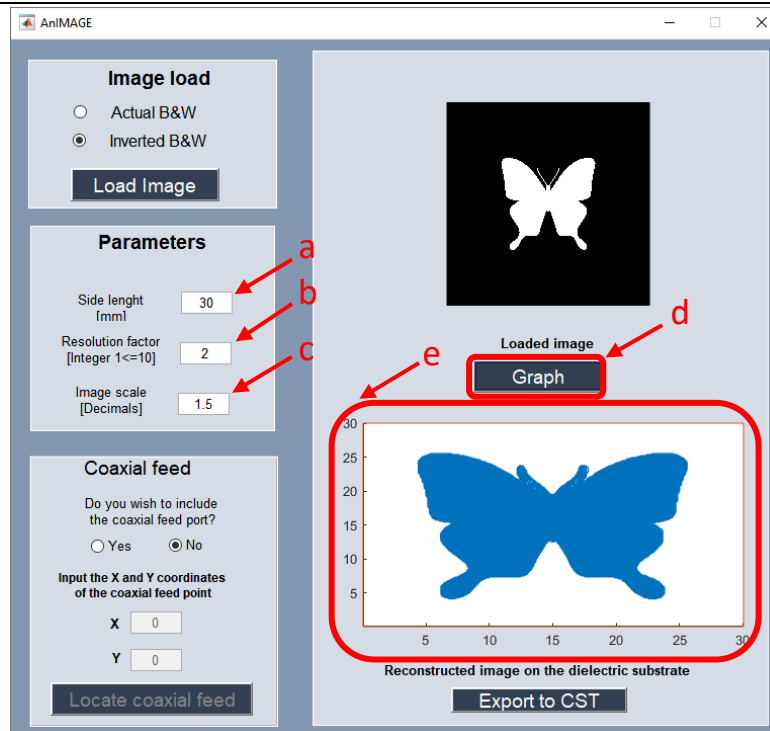 AnIMAGE
Image load
Actual B&W
Inverted B&W
Load Image
Parameters
a
Side lenght
[mm]
30
b
Resolution factor
[Integer 1<=10]
2
c
Image scale
[Decimals]
1.5
Coaxial feed
Do you wish to include
the coaxial feed port?
Yes No
Input the X and Y coordinates
of the coaxial feed point
X 0
Y 0
Locate coaxial feed
Loaded image
d
Graph
e
30
25
20
15
10
5
5 10 15 20 25 30
Reconstructed image on the dielectric substrate
Export to CST